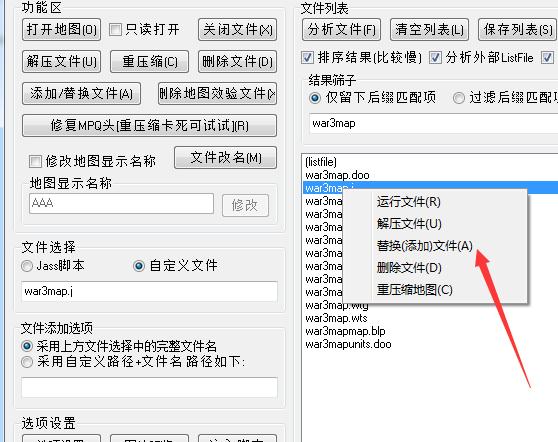 功能区
打开地图(O)
只读打开
关闭文件(X)
解压文件(U)
重压缩(C)
删除文件(D)
添加/替换文件(A)
删除地图效验文件(
修复MPQ头[重压缩卡死可试试](R)
修改地图显示名称
文件改名(M)
地图显示名称
AAA
修改
文件选择
Jass脚本
自定义文件
war3map.j
文件添加选项
采用上方文件选择中的完整文件名
采用自定义路径+文件名 路径如下:
选项设置
文件列表
分析文件(F)
清空列表(L)
保存列表(S)
排序结果(比较慢)
分析外部ListFile
结果筛子
仅留下后缀匹配项
过滤后缀匹配项
war3map
(listfile)
war3map.doo
war3map.j
运行文件(R)
解压文件(U)
替换(添加)文件(A)
删除文件(D)
重压缩地图(C)
war3map.wtg
war3map.wts
war3mapmap.blp
war3mapunits.doo